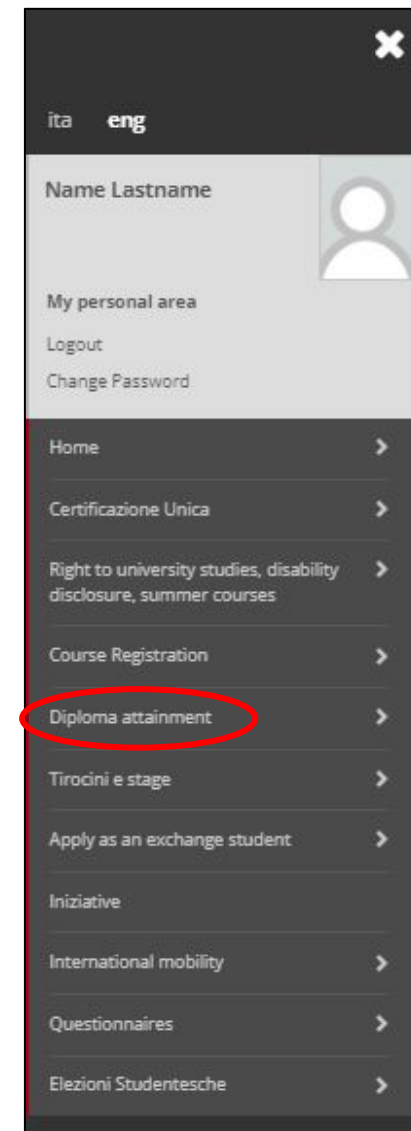 ita eng
Name Lastname
My personal area
Logout
Change Password
Home
Certificazione Unica
Right to university studies, disability
disclosure, summer courses
Course Registration
Diploma attainment
Tirocini e stage
Apply as an exchange student
Iniziative
International mobility
Questionnaires
Elezioni Studentesche